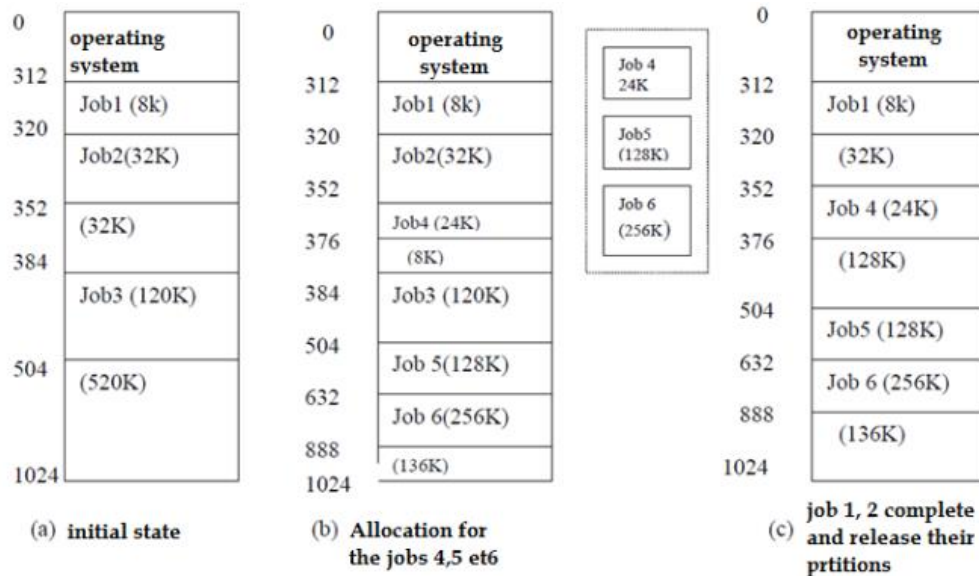 0
operating
system
312
Job1 (8k)
320
Job2(32K)
352
(32K)
384
Job3 (120K)
504
(520K)
1024
(a) initial state
0
operating
system
312
Job1 (8k)
320
Job2(32K)
352
Job4 (24K)
376
(8K)
384
Job3 (120K)
504
Job 5(128K)
632
Job 6(256K)
888
(136K)
1024
(b) Allocation for
the jobs 4,5 et6
Job 4
24K
Job5
(128K)
Job 6
(256K)
0
operating
system
312
Job1 (8k)
320
(32K)
352
Job 4 (24K)
376
(128K)
504
Job5 (128K)
632
Job 6 (256K)
888
(136K)
1024
(c) job 1, 2 complete
and release their
prtitions